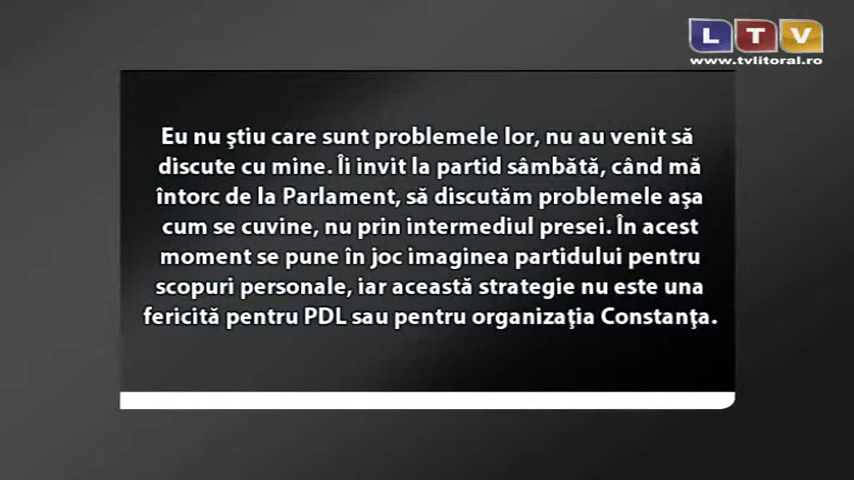 L T V
www.tvlitoral.ro
Eu nu ştiu care sunt problemele lor, nu au venit să
discute cu mine. Îi invit la partid sâmbătă, când mă
întorc de la Parlament, să discutăm problemele aşa
cum se cuvine, nu prin intermediul presei. În acest
moment se pune în joc imaginea partidului pentru
scopuri personale, iar această strategie nu este una
fericită pentru PDL sau pentru organizaţia Constanţa.